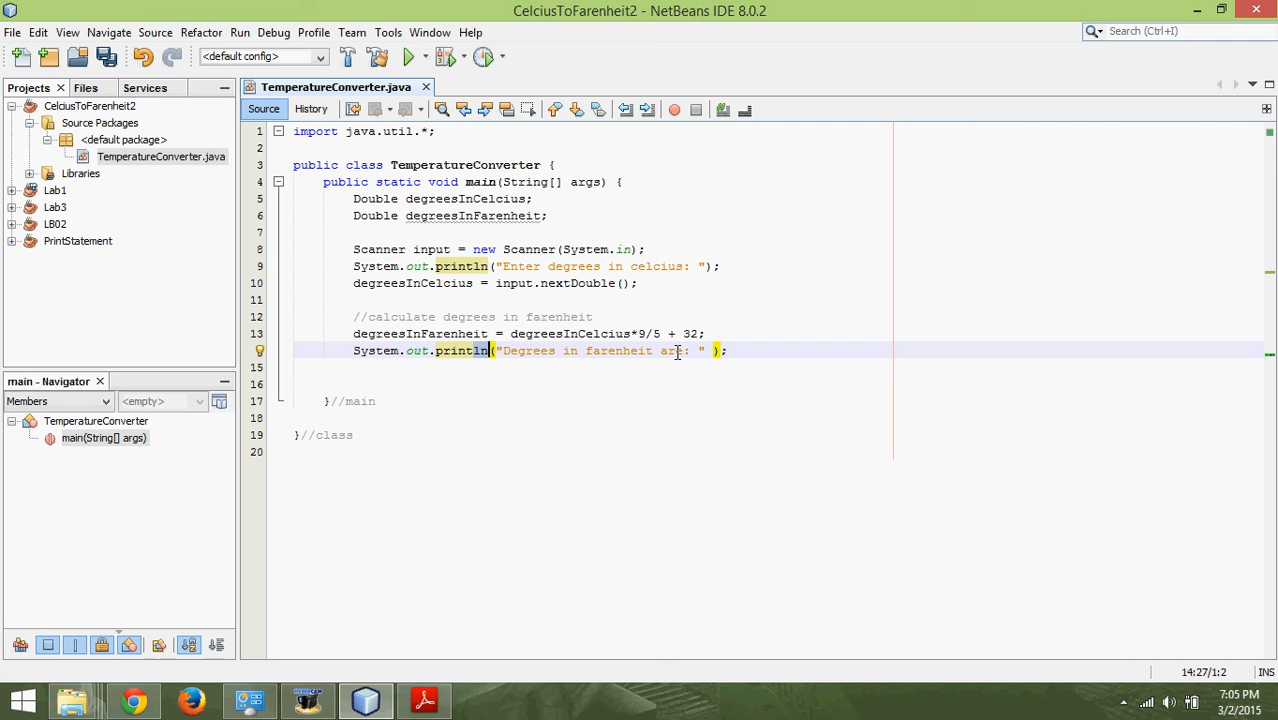 CelciusToFarenheit2 - NetBeans IDE 8.0.2
File Edit View Navigate Source Refactor Run Debug Profile Team Tools Window Help
Search (Ctrl+I)
<default config>
Projects Files Services
TemperatureConverter.java
CelciusToFarenheit2
Source Packages
<default package>
TemperatureConverter.java
Libraries
Lab1
Lab3
LB02
PrintStatement
Source History
1 import java.util.*;
2
3 public class TemperatureConverter {
4 public static void main(String[] args) {
5 Double degreesInCelcius;
6 Double degreesInFarenheit;
7
8 Scanner input = new Scanner(System.in);
9 System.out.println("Enter degrees in celcius: ");
10 degreesInCelcius = input.nextDouble();
11
12 //calculate degrees in farenheit
13 degreesInFarenheit = degreesInCelcius*9/5 + 32;
System.out.println("Degrees in farenheit are: " );
15
16
17 }//main
18
19 }//class
20
main - Navigator
Members <empty>
TemperatureConverter
main(String[] args)
14:27/1:2 INS
7:05 PM
3/2/2015